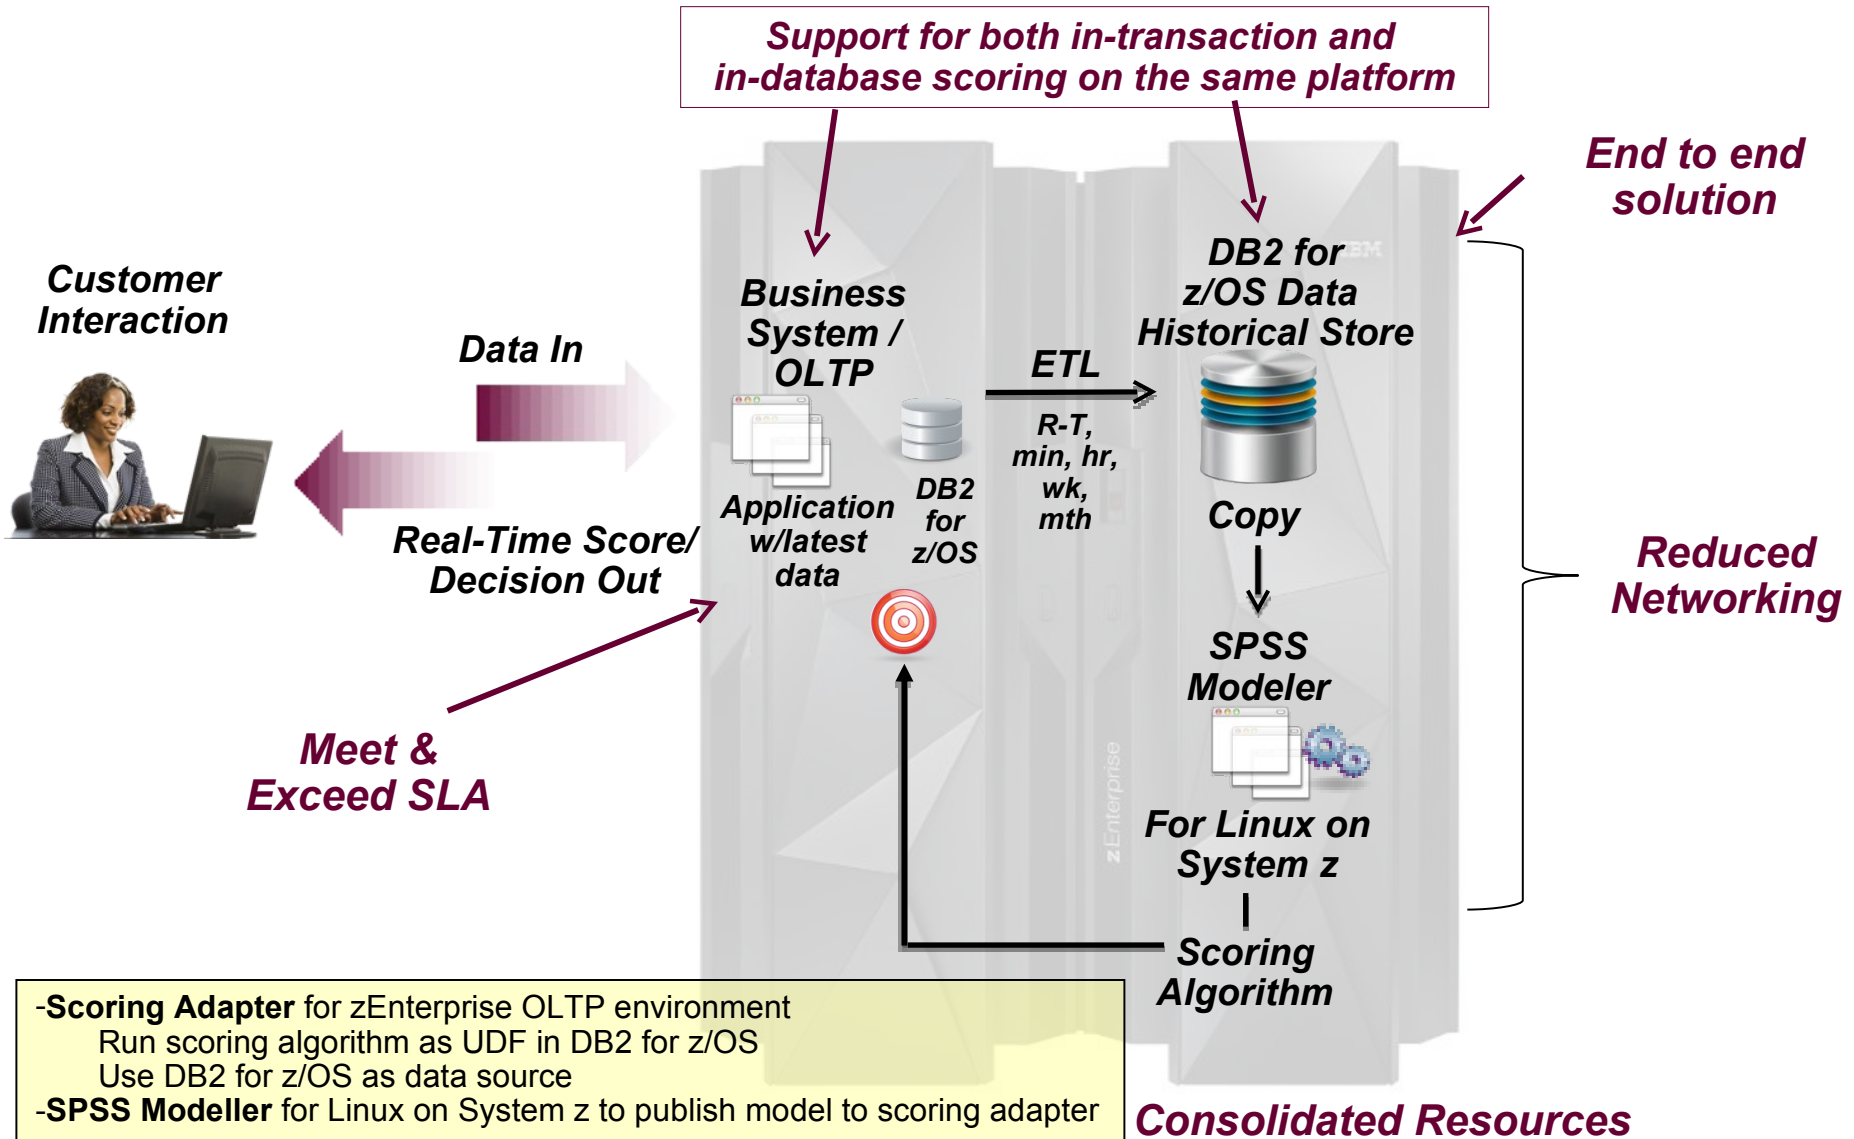 Support for both in-transaction and
in-database scoring on the same platform
End to end
solution
Customer
Interaction
Data In
Real-Time Score/
Decision Out
Business
System /
OLTP
Application
w/latest
data
DB2
for
z/OS
ETL
R-T,
min, hr,
wk,
mth
DB2 for
z/OS Data
Historical Store
IBM
Copy
SPSS
Modeler
For Linux on
System z
Scoring
Algorithm
zEnterprise
Reduced
Networking
Meet &
Exceed SLA
-Scoring Adapter for zEnterprise OLTP environment
Run scoring algorithm as UDF in DB2 for z/OS
Use DB2 for z/OS as data source
-SPSS Modeller for Linux on System z to publish model to scoring adapter
Consolidated Resources